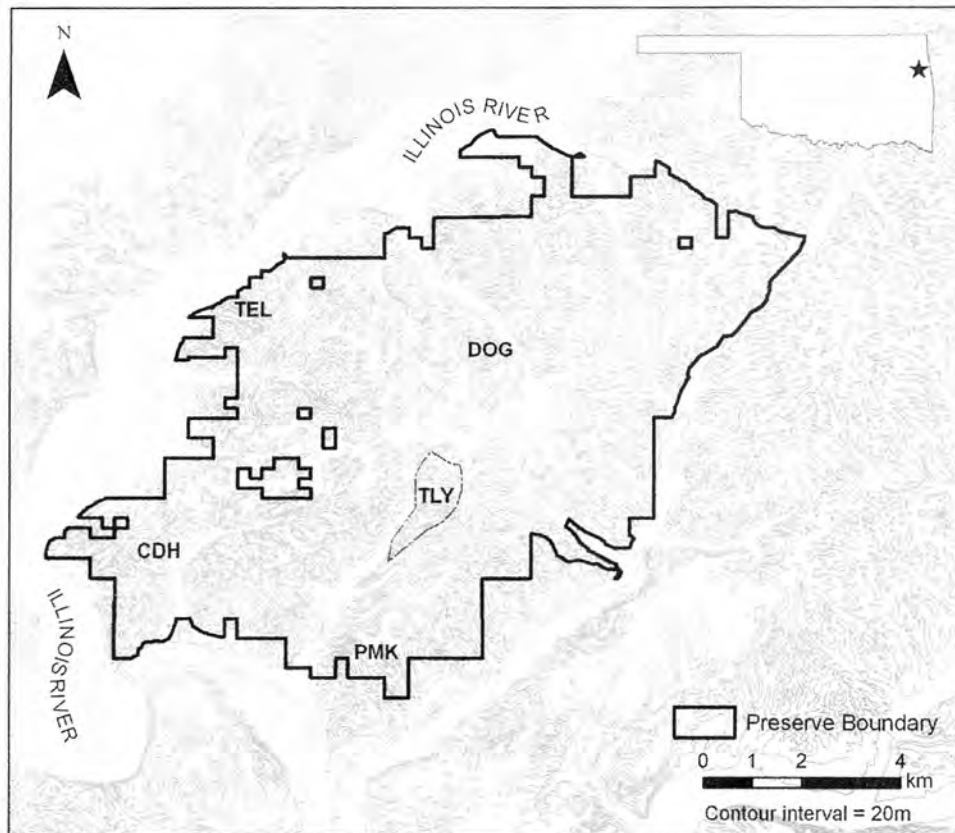 N
ILLINOIS RIVER
TEL
DOG
TLY
CDH
ILLINOIS RIVER
PMK
Preserve Boundary
0 1 2 4
km
Contour interval = 20m